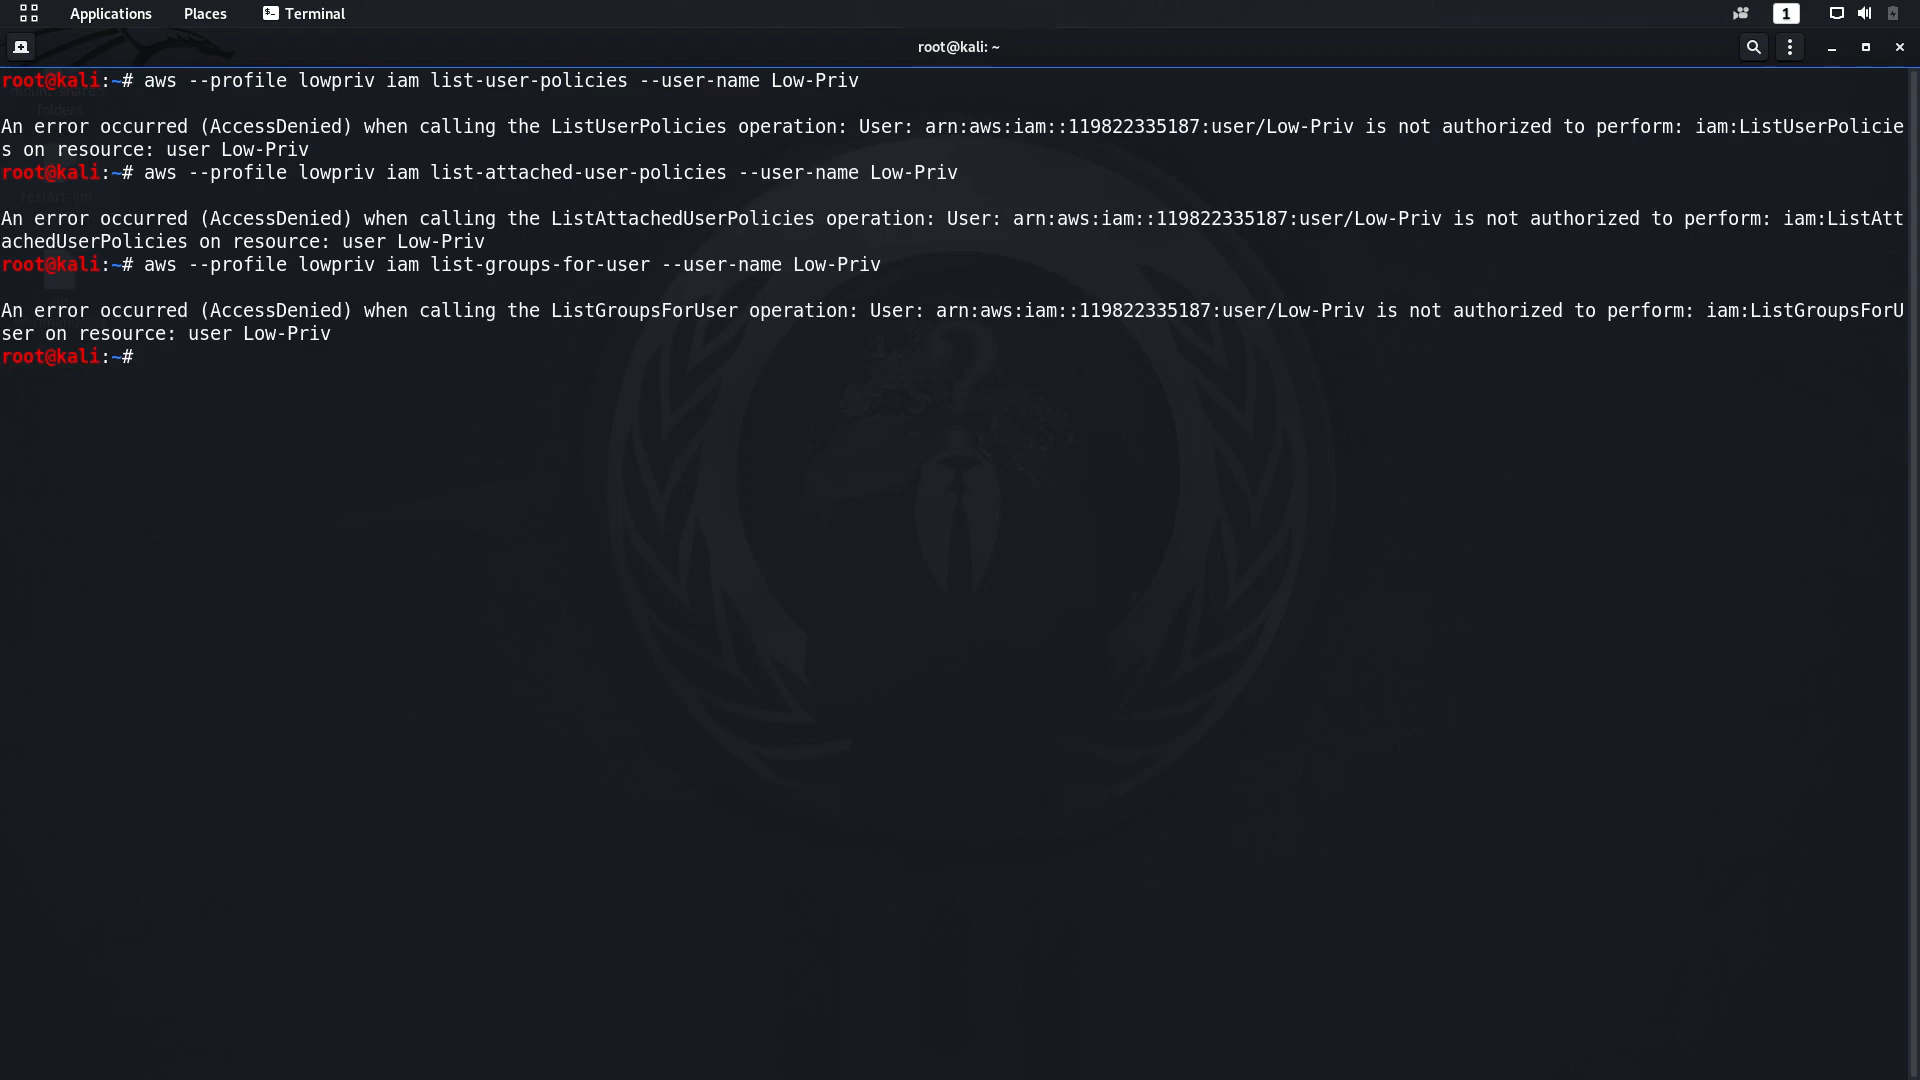 Applications Places Terminal
1
root@kali: ~
root@kali:~# aws --profile lowpriv iam list-user-policies --user-name Low-Priv
An error occurred (AccessDenied) when calling the ListUserPolicies operation: User: arn:aws:iam::119822335187:user/Low-Priv is not authorized to perform: iam:ListUserPolicie
s on resource: user Low-Priv
root@kali:~# aws --profile lowpriv iam list-attached-user-policies --user-name Low-Priv
An error occurred (AccessDenied) when calling the ListAttachedUserPolicies operation: User: arn:aws:iam::119822335187:user/Low-Priv is not authorized to perform: iam:ListAtt
achedUserPolicies on resource: user Low-Priv
root@kali:~# aws --profile lowpriv iam list-groups-for-user --user-name Low-Priv
An error occurred (AccessDenied) when calling the ListGroupsForUser operation: User: arn:aws:iam::119822335187:user/Low-Priv is not authorized to perform: iam:ListGroupsForU
ser on resource: user Low-Priv
root@kali:~#